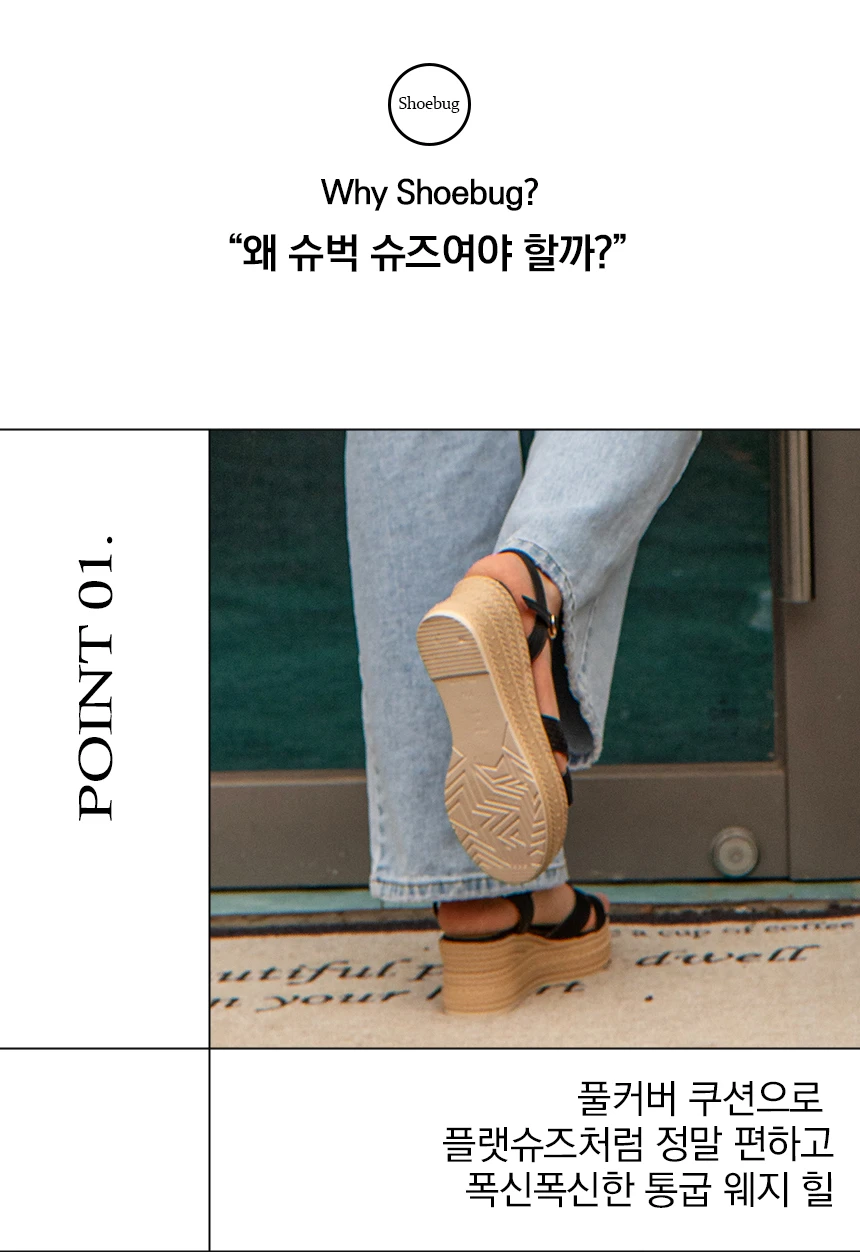 Shoebug
Why Shoebug?
“왜 슈벅 슈즈여야 할까?”
POINT 01.
a cup of coffee
dwell
n your
풀커버 쿠션으로
플랫슈즈처럼 정말 편하고
폭신폭신한 통굽 웨지 힐